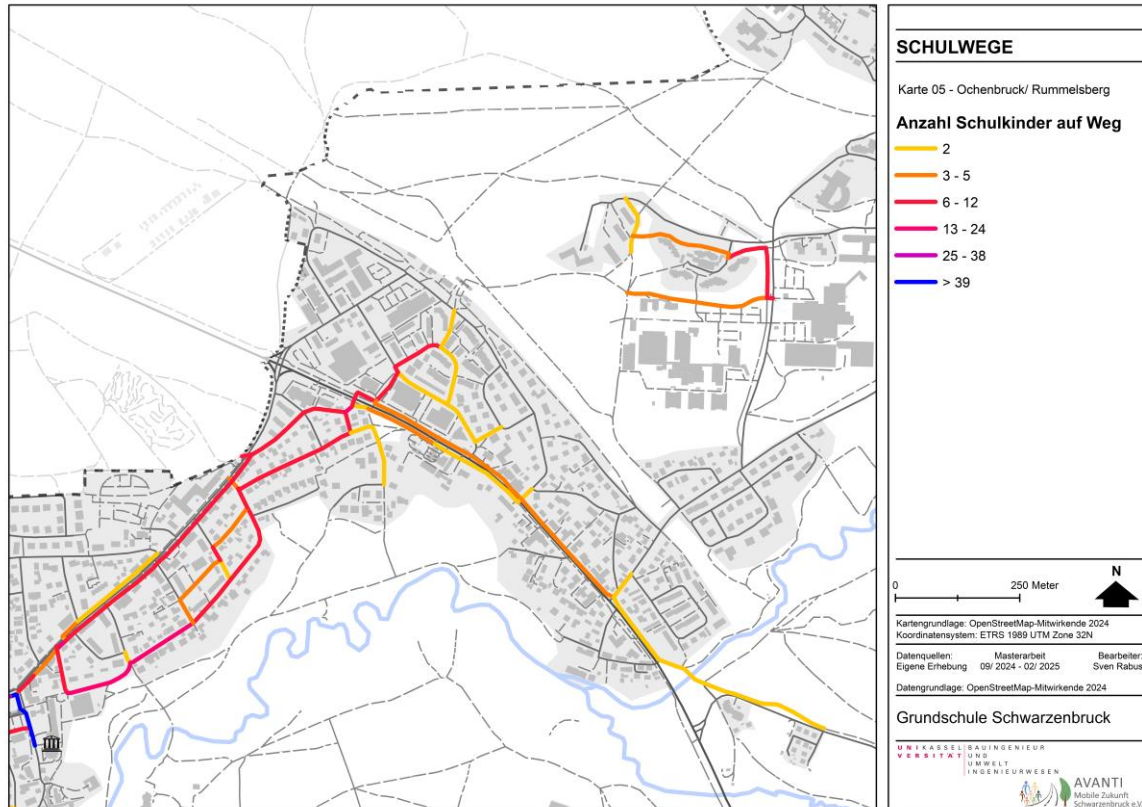 SCHULWEGE
Karte 05 - Ochenbruck/ Rummelsberg
Anzahl Schulkinder auf Weg
2
3 - 5
6 - 12
13 - 24
25 - 38
> 39
0 250 Meter
N
Kartengrundlage: OpenStreetMap-Mitwirkende 2024
Koordinatensystem: ETRS 1989 UTM Zone 32N
Datenquellen: Masterarbeit Bearbeiter:
Eigene Erhebung 09/ 2024 - 02/ 2025 Sven Rabus
Datengrundlage: OpenStreetMap-Mitwirkende 2024
Grundschule Schwarzenbruck
UNIKASSEL BAUINGENIEUR
VERSITÄT UND
UMWELT
INGENIEURWESEN
AVANTI
Mobile Zukunft
Schwarzenbruck e.V.